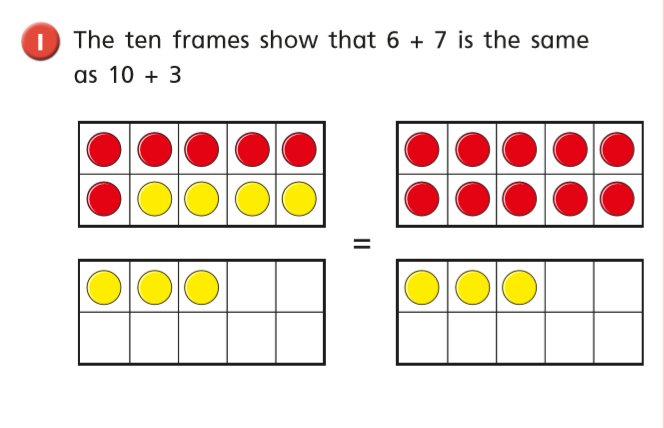 1 The ten frames show that 6 + 7 is the same
as 10 + 3
=